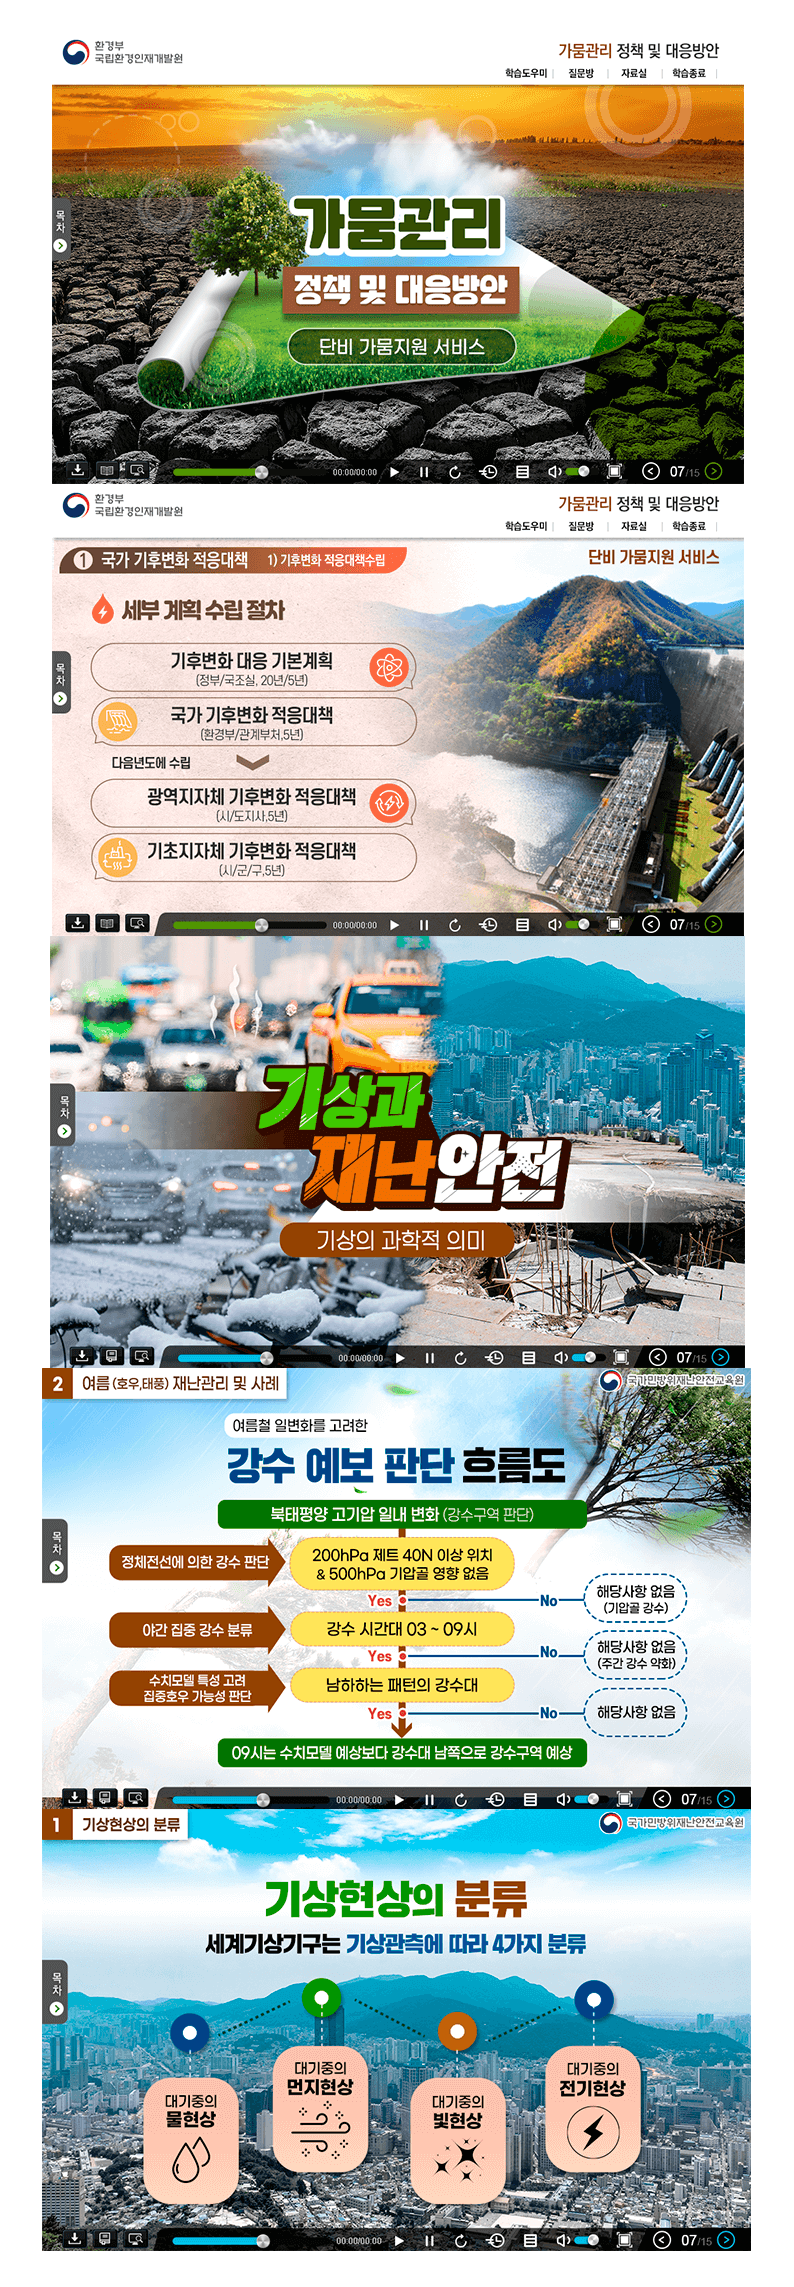 환경부
국립환경인재개발원
가뭄관리 정책 및 대응방안
학습도우미 | 질문방 | 자료실 | 학습종료 |
목차
가뭄관리
정책 및 대응방안
단비 가뭄지원 서비스
00:00/00:00
07/15
환경부
국립환경인재개발원
가뭄관리 정책 및 대응방안
학습도우미 | 질문방 | 자료실 | 학습종료 |
1 국가 기후변화 적응대책 1) 기후변화 적응대책수립
단비 가뭄지원 서비스
세부 계획 수립 절차
목차
기후변화 대응 기본계획
(정부/국조실, 20년/5년)
국가 기후변화 적응대책
(환경부/관계부처,5년)
다음년도에 수립
광역지자체 기후변화 적응대책
(시/도지사,5년)
기초지자체 기후변화 적응대책
(시/군/구,5년)
00:00/00:00
07/15
목차
기상과
재난안전
기상의 과학적 의미
00:00/00:00
07/15
2 여름 (호우,태풍) 재난관리 및 사례
국가민방위재난안전교육원
여름철 일변화를 고려한
강수 예보 판단 흐름도
북태평양 고기압 일내 변화 (강수구역 판단)
목차
정체전선에 의한 강수 판단
200hPa 제트 40N 이상 위치
& 500hPa 기압골 영향 없음
Yes
No
해당사항 없음
(기압골 강수)
야간 집중 강수 분류
강수 시간대 03 ~ 09시
Yes
No
해당사항 없음
(주간 강수 약화)
수치모델 특성 고려
집중호우 가능성 판단
남하하는 패턴의 강수대
Yes
No
해당사항 없음
09시는 수치모델 예상보다 강수대 남쪽으로 강수구역 예상
00:00/00:00
07/15
1 기상현상의 분류
국가민방위재난안전교육원
기상현상의 분류
세계기상기구는 기상관측에 따라 4가지 분류
목차
대기중의
물현상
대기중의
먼지현상
대기중의
빛현상
대기중의
전기현상
00:00/00:00
07/15